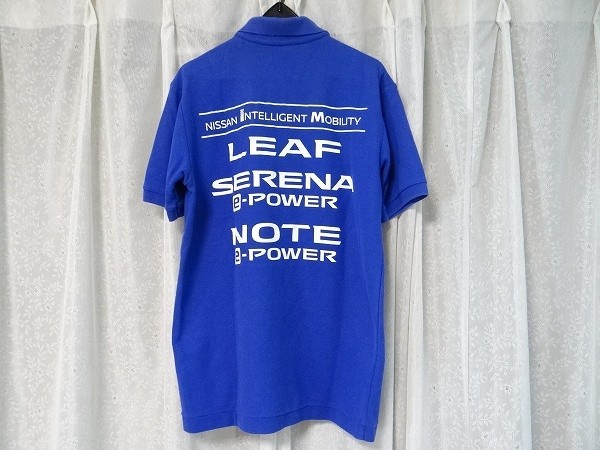 NISSAN INTELLIGENT MOBILITY
LEAF
SERENA
e-POWER
NOTE
e-POWER